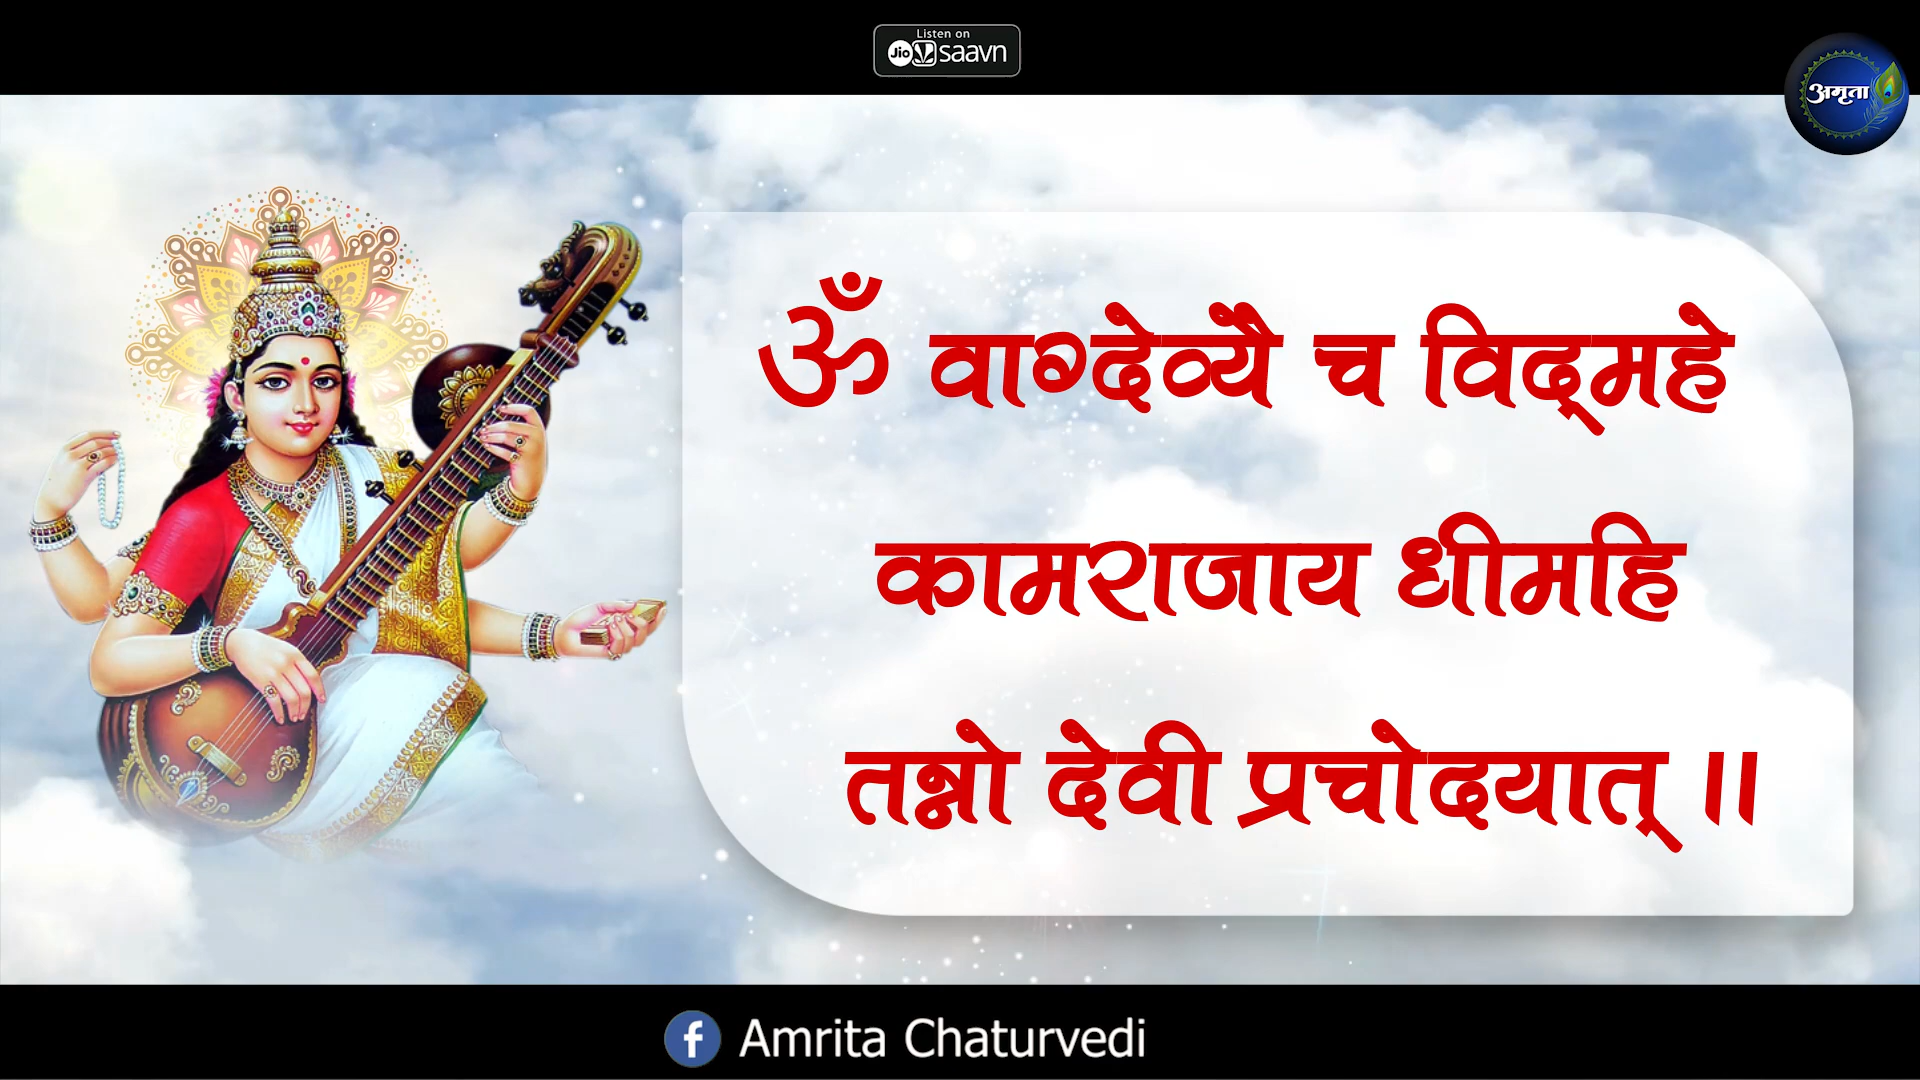 Listen on
Jio saavn
अमृता
ॐ वाग्देव्यै च विद्महे
कामराजाय धीमहि
तन्नो देवी प्रचोदयात् ॥
f Amrita Chaturvedi